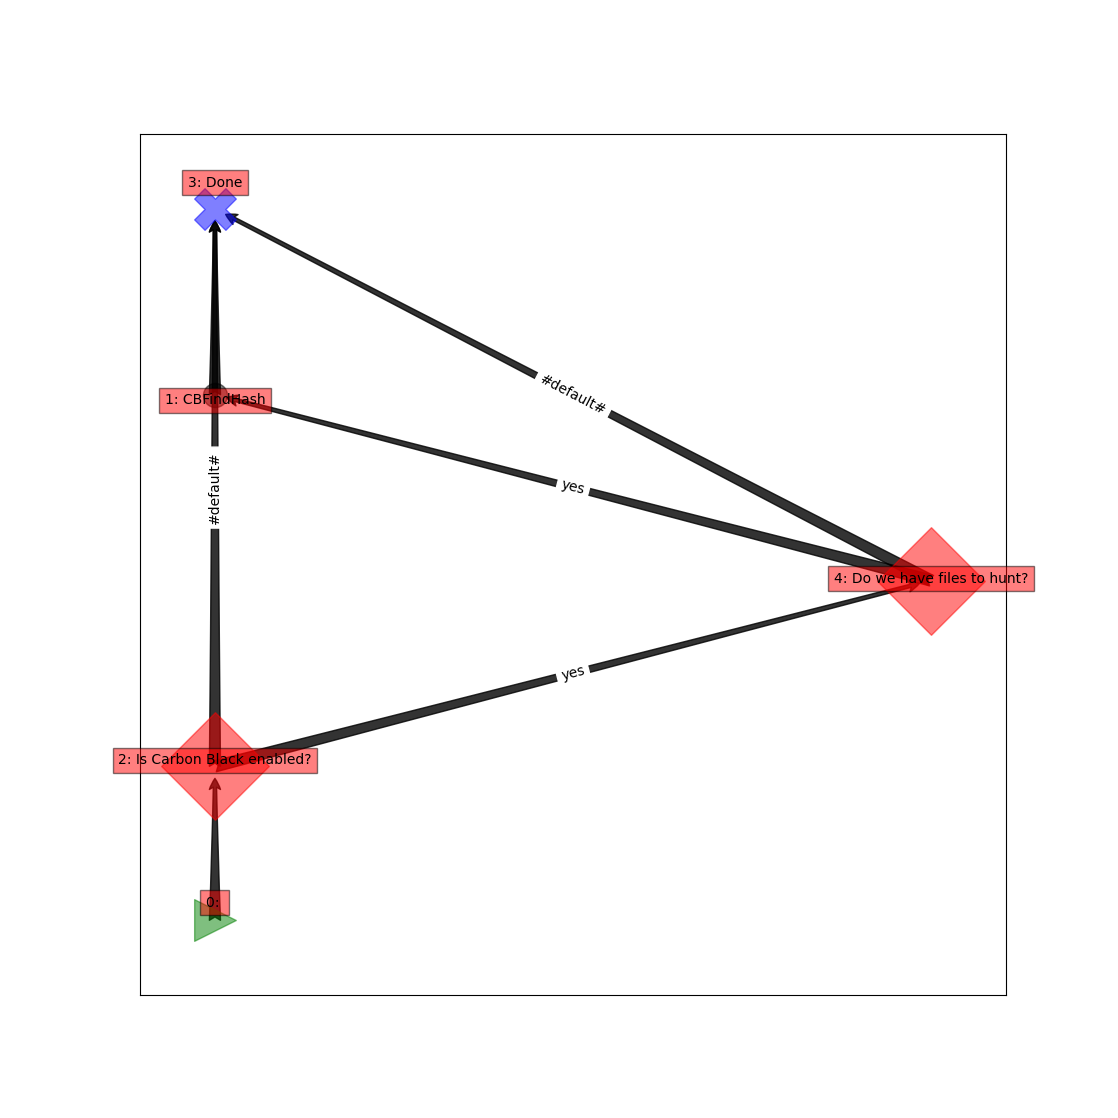 3: Done
#default#
1: CBFindHash
#default#
yes
4: Do we have files to hunt?
yes
2: Is Carbon Black enabled?
0: